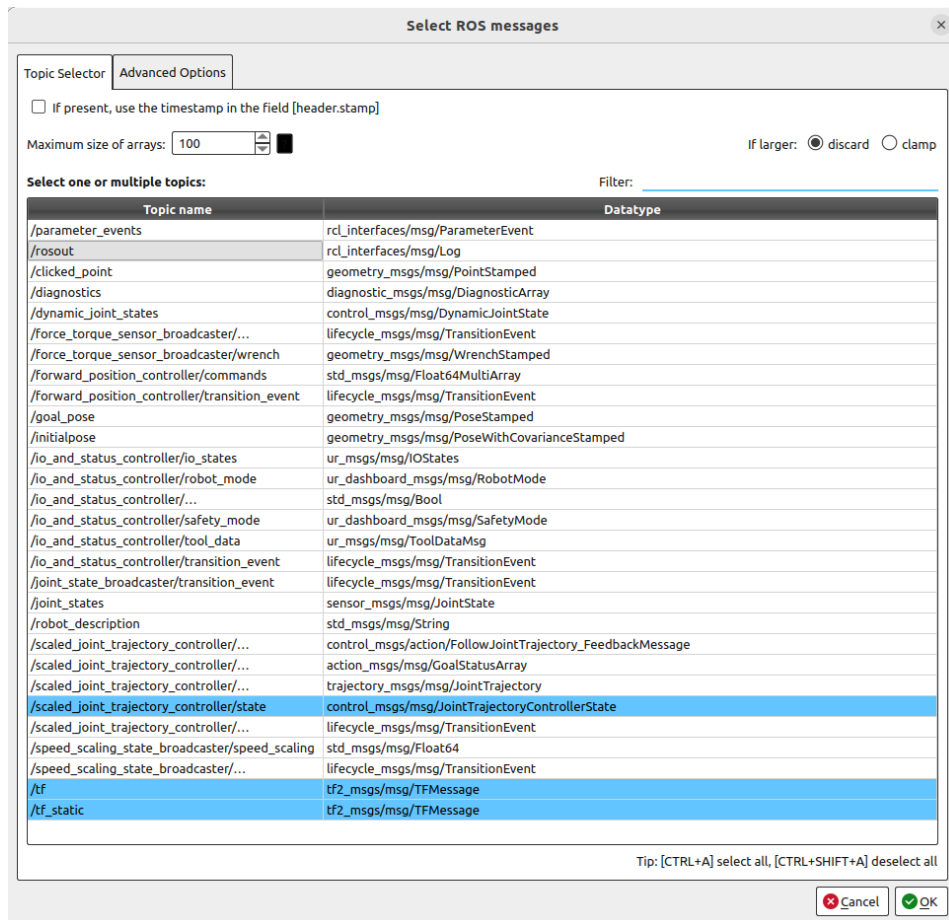 Select ROS messages
Topic Selector Advanced Options
If present, use the timestamp in the field [header.stamp]
Maximum size of arrays: 100 If larger: discard clamp
Select one or multiple topics: Filter:
Topic name Datatype
/parameter_events rcl_interfaces/msg/ParameterEvent
/rosout rcl_interfaces/msg/Log
/clicked_point geometry_msgs/msg/PointStamped
/diagnostics diagnostic_msgs/msg/DiagnosticArray
/dynamic_joint_states control_msgs/msg/DynamicJointState
/force_torque_sensor_broadcaster/... lifecycle_msgs/msg/TransitionEvent
/force_torque_sensor_broadcaster/wrench geometry_msgs/msg/WrenchStamped
/forward_position_controller/commands std_msgs/msg/Float64MultiArray
/forward_position_controller/transition_event lifecycle_msgs/msg/TransitionEvent
/goal_pose geometry_msgs/msg/PoseStamped
/initialpose geometry_msgs/msg/PoseWithCovarianceStamped
/io_and_status_controller/io_states ur_msgs/msg/IOStates
/io_and_status_controller/robot_mode ur_dashboard_msgs/msg/RobotMode
/io_and_status_controller/... std_msgs/msg/Bool
/io_and_status_controller/safety_mode ur_dashboard_msgs/msg/SafetyMode
/io_and_status_controller/tool_data ur_msgs/msg/ToolDataMsg
/io_and_status_controller/transition_event lifecycle_msgs/msg/TransitionEvent
/joint_state_broadcaster/transition_event lifecycle_msgs/msg/TransitionEvent
/joint_states sensor_msgs/msg/JointState
/robot_description std_msgs/msg/String
/scaled_joint_trajectory_controller/... control_msgs/action/FollowJointTrajectory_FeedbackMessage
/scaled_joint_trajectory_controller/... action_msgs/msg/GoalStatusArray
/scaled_joint_trajectory_controller/... trajectory_msgs/msg/JointTrajectory
/scaled_joint_trajectory_controller/state control_msgs/msg/JointTrajectoryControllerState
/scaled_joint_trajectory_controller/... lifecycle_msgs/msg/TransitionEvent
/speed_scaling_state_broadcaster/speed_scaling std_msgs/msg/Float64
/speed_scaling_state_broadcaster/... lifecycle_msgs/msg/TransitionEvent
/tf tf2_msgs/msg/TFMessage
/tf_static tf2_msgs/msg/TFMessage
Tip: [CTRL+A] select all, [CTRL+SHIFT+A] deselect all
Cancel OK